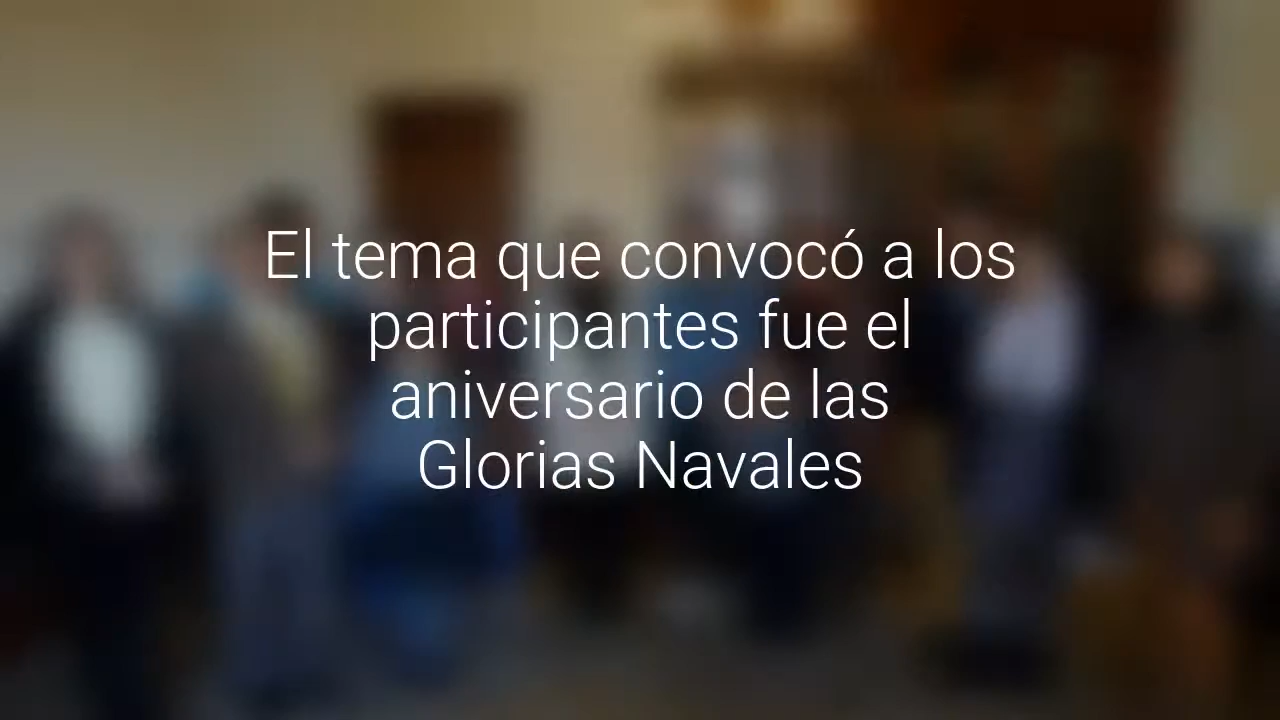 El tema que convocó a los
participantes fue el
aniversario de las
Glorias Navales